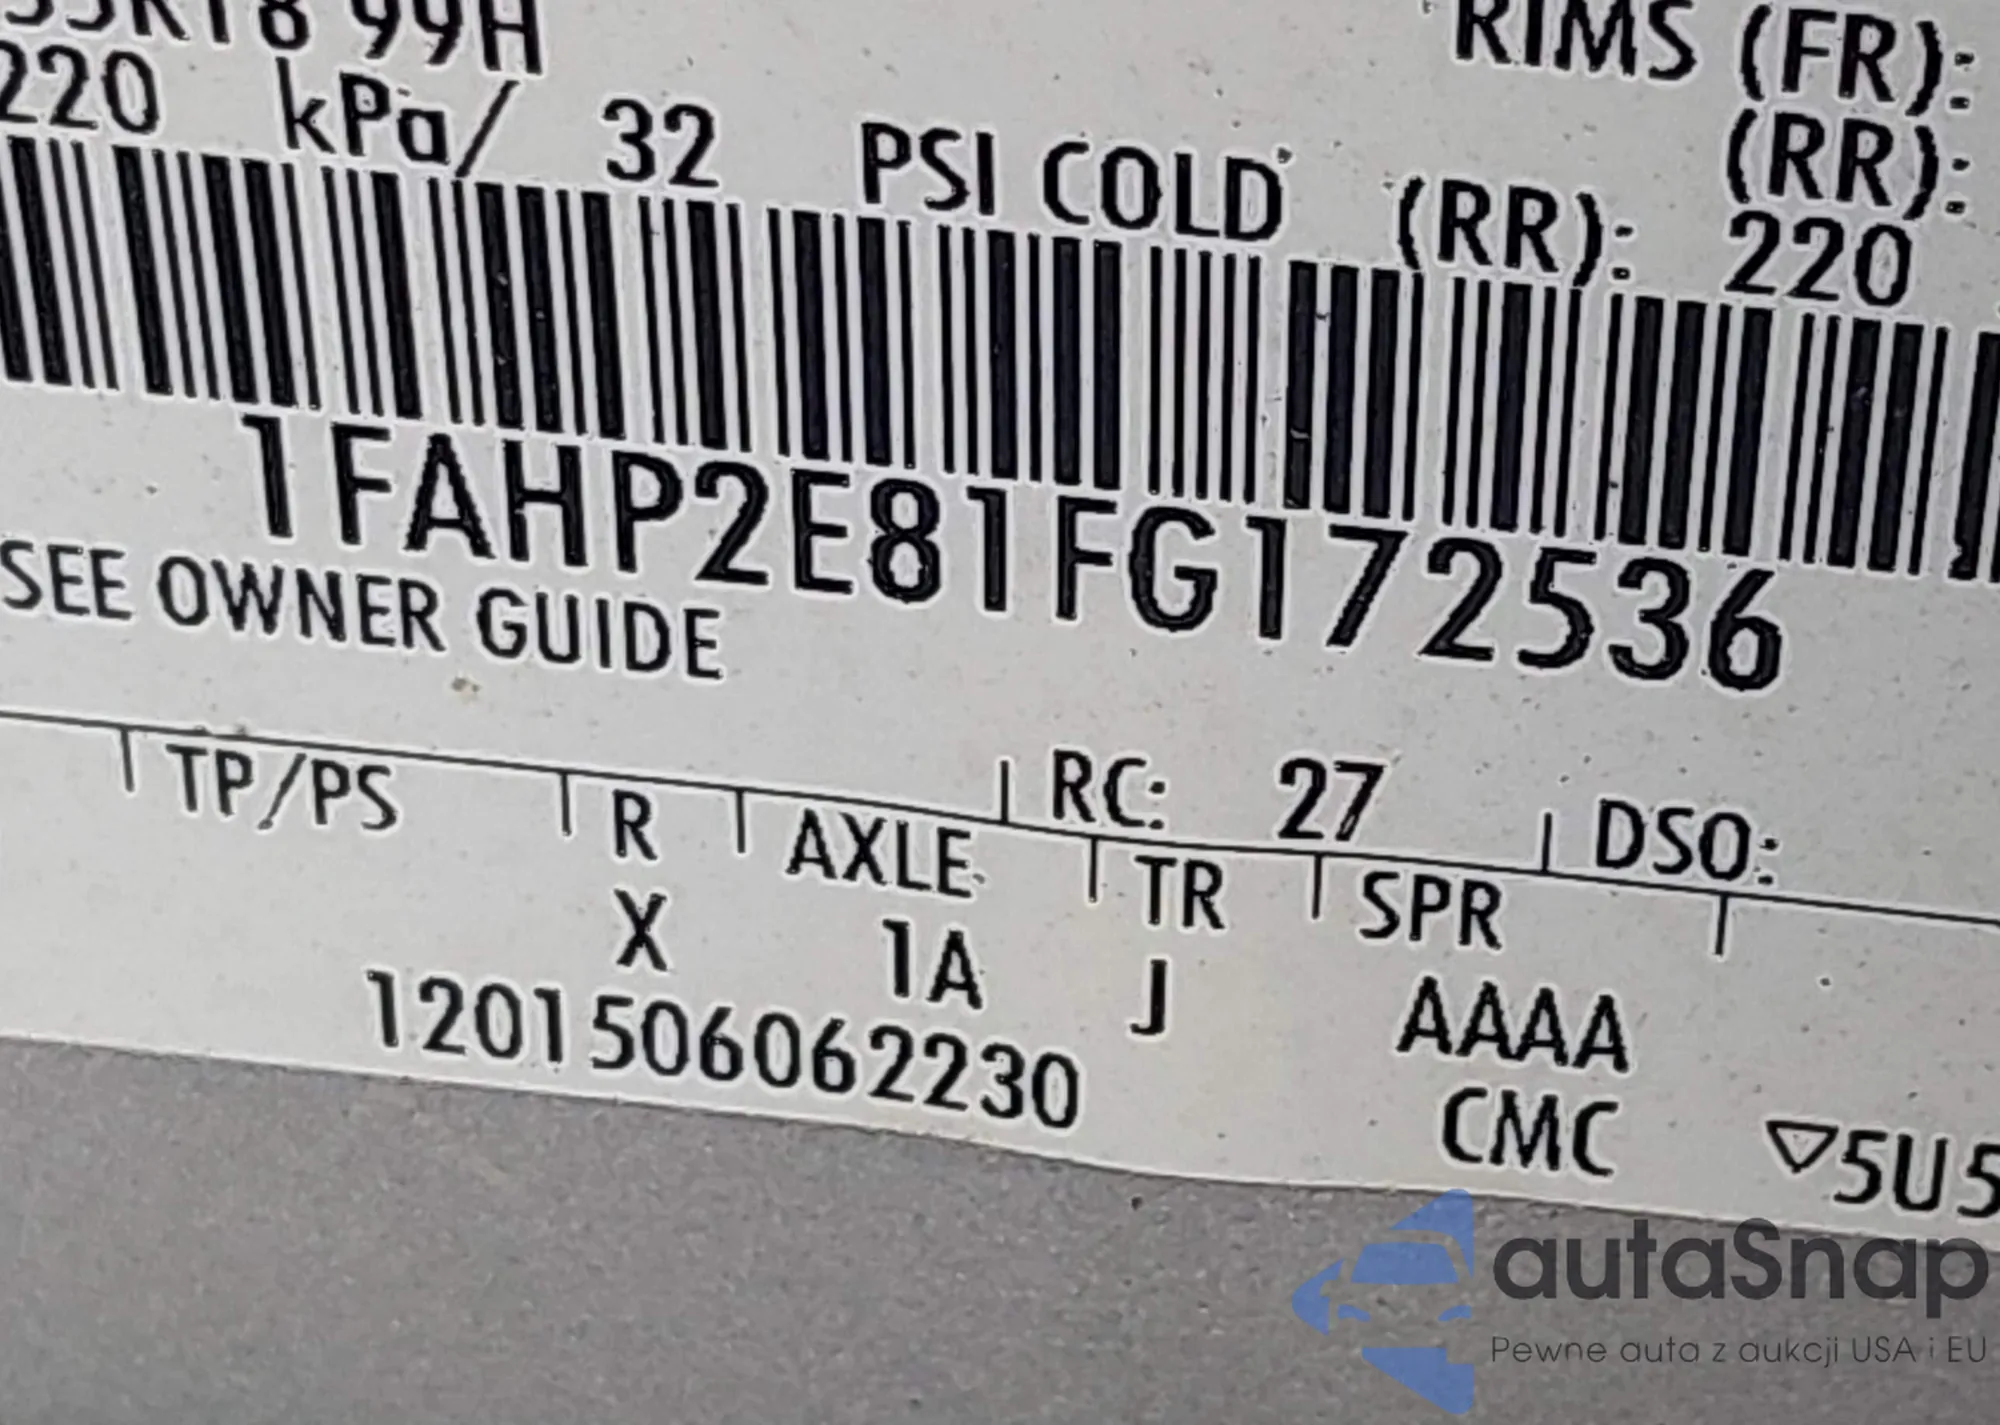 R18 99H
RIMS (FR):
220 kPa/ 32 PSI COLD (RR): 220
(RR):
1FAHP2E81FG172536
SEE OWNER GUIDE
RC: 27 DSO:
TP/PS R AXLE TR SPR
X 1A J AAAA
1201506062230 CMC ▽5U5
autaSnap
Pewne auta z aukcji USA i EU